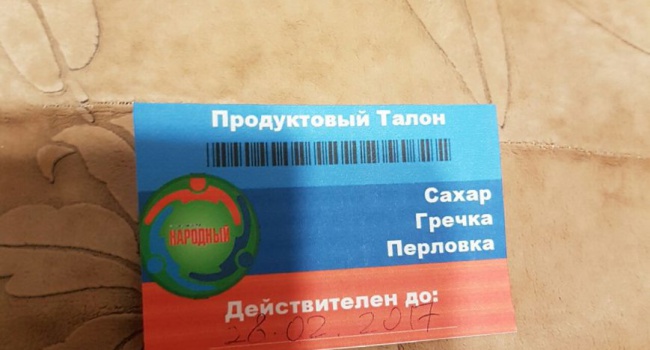 Продуктовый Талон
Сахар
Гречка
Перловка
НАРОДНЫЙ
Действителен до:
28.02.2017